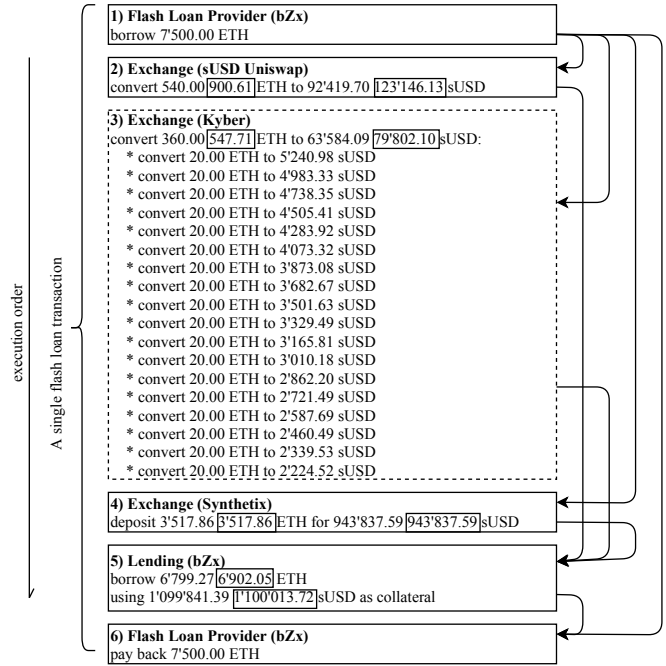 1) Flash Loan Provider (bZx)
borrow 7'500.00 ETH
2) Exchange (sUSD Uniswap)
convert 540.00 900.61 ETH to 92'419.70 123'146.13 sUSD
3) Exchange (Kyber)
convert 360.00 547.71 ETH to 63'584.09 79'802.10 sUSD:
* convert 20.00 ETH to 5'240.98 sUSD
* convert 20.00 ETH to 4'983.33 sUSD
* convert 20.00 ETH to 4'738.35 sUSD
* convert 20.00 ETH to 4'505.41 sUSD
* convert 20.00 ETH to 4'283.92 sUSD
* convert 20.00 ETH to 4'073.32 sUSD
* convert 20.00 ETH to 3'873.08 sUSD
* convert 20.00 ETH to 3'682.67 sUSD
* convert 20.00 ETH to 3'501.63 sUSD
* convert 20.00 ETH to 3'329.49 sUSD
* convert 20.00 ETH to 3'165.81 sUSD
* convert 20.00 ETH to 3'010.18 sUSD
* convert 20.00 ETH to 2'862.20 sUSD
* convert 20.00 ETH to 2'721.49 sUSD
* convert 20.00 ETH to 2'587.69 sUSD
* convert 20.00 ETH to 2'460.49 sUSD
* convert 20.00 ETH to 2'339.53 sUSD
* convert 20.00 ETH to 2'224.52 sUSD
4) Exchange (Synthetix)
deposit 3'517.86 3'517.86 ETH for 943'837.59 943'837.59 sUSD
5) Lending (bZx)
borrow 6'799.27 6'902.05 ETH
using 1'099'841.39 1'100'013.72 sUSD as collateral
6) Flash Loan Provider (bZx)
pay back 7'500.00 ETH
execution order
A single flash loan transaction